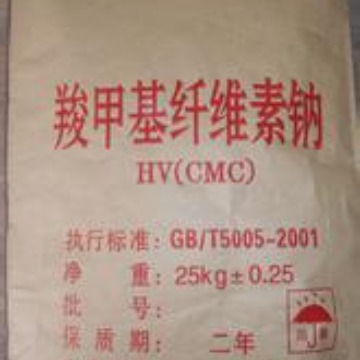 羧甲基纤维素钠
HV(CMC)
执行标准: GB/T5005-2001
净 重: 25kg±0.25
批 号:
保质期: 二年